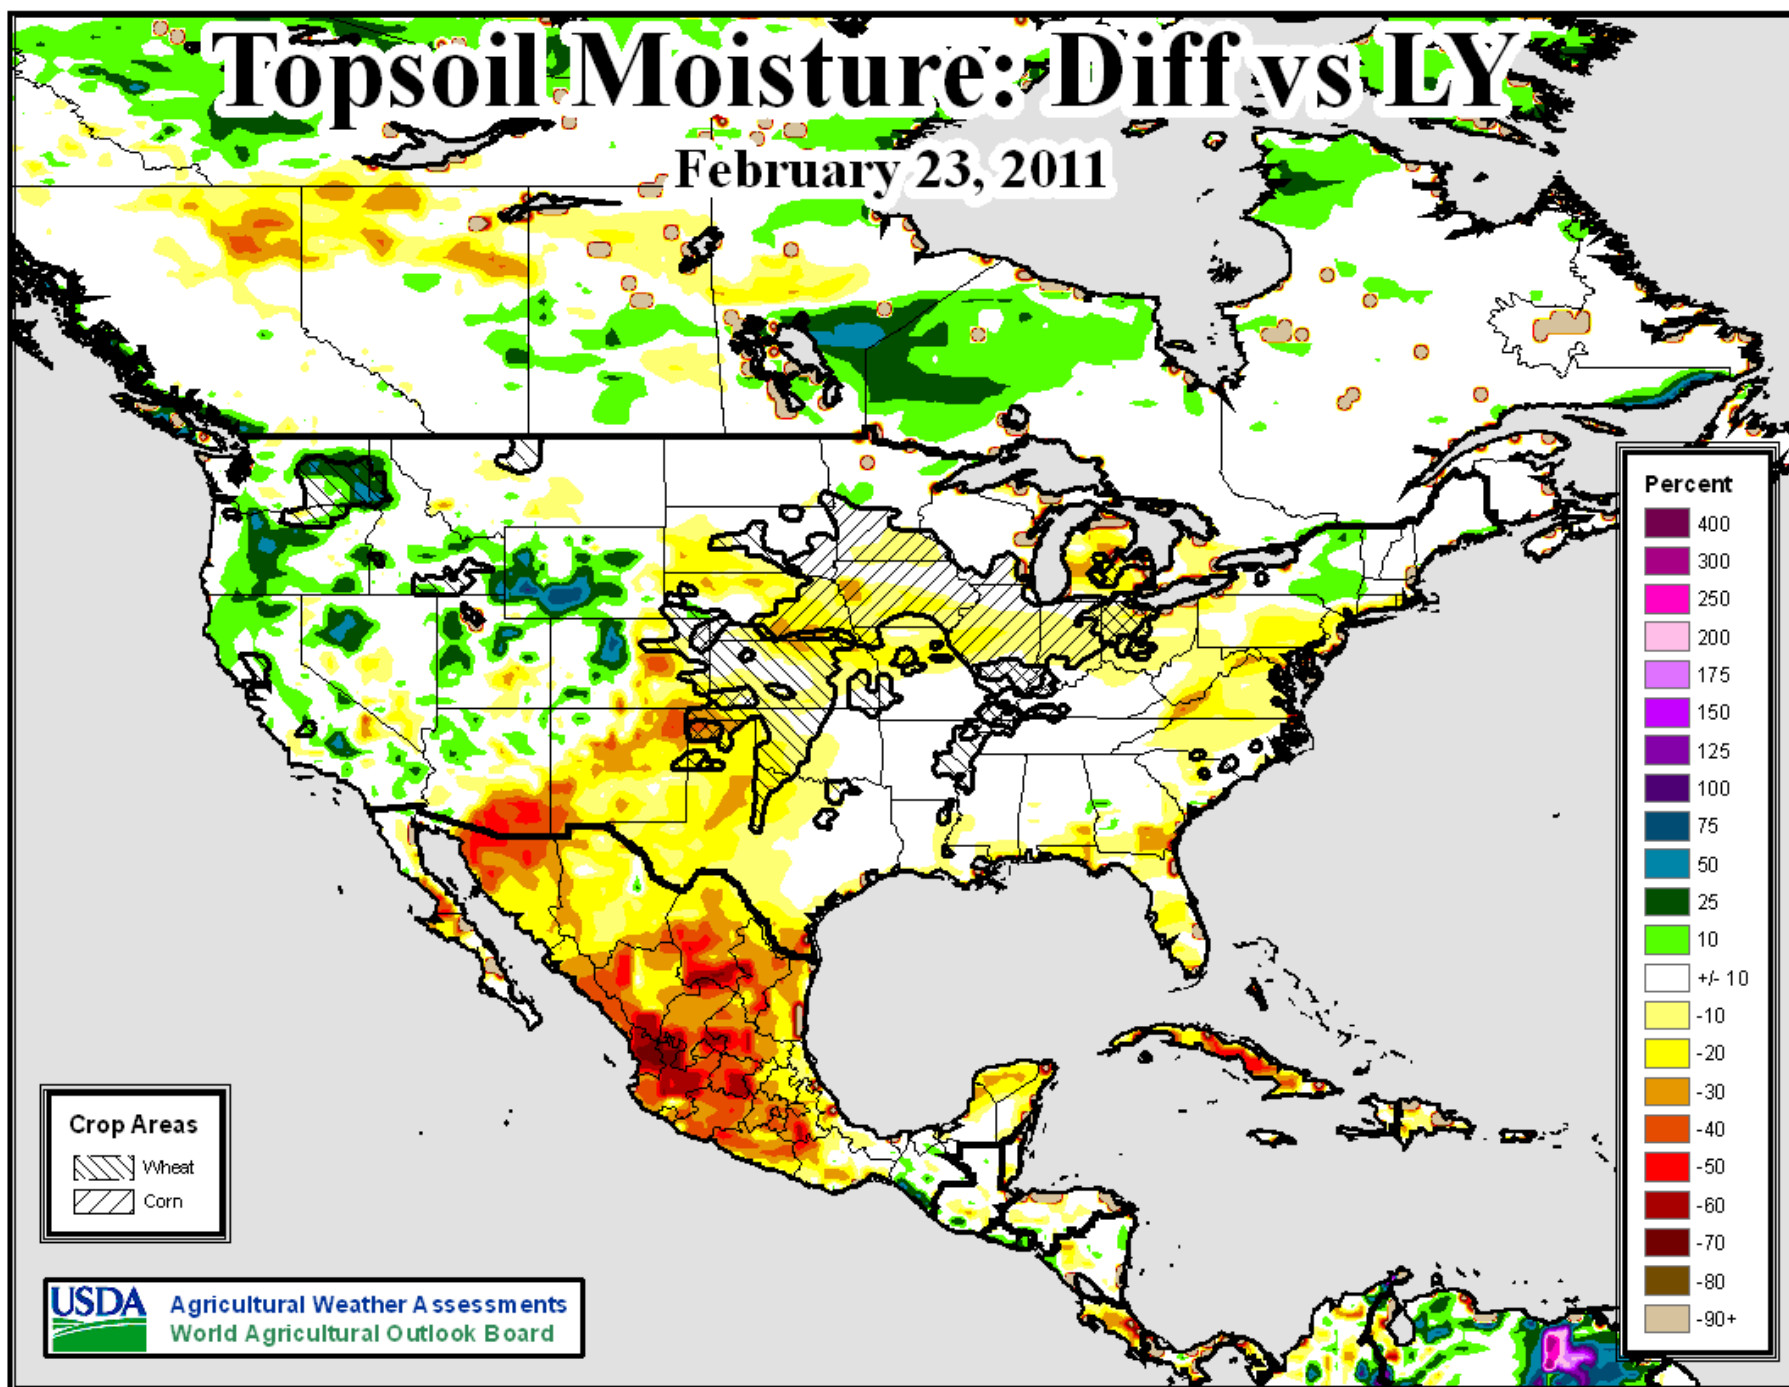 Topsoil Moisture: Diff vs LY
February 23, 2011
Percent
400
300
250
200
175
150
125
100
75
50
25
10
+/- 10
-10
-20
-30
-40
-50
-60
-70
-80
-90+
Crop Areas
Wheat
Corn
USDA
Agricultural Weather Assessments
World Agricultural Outlook Board